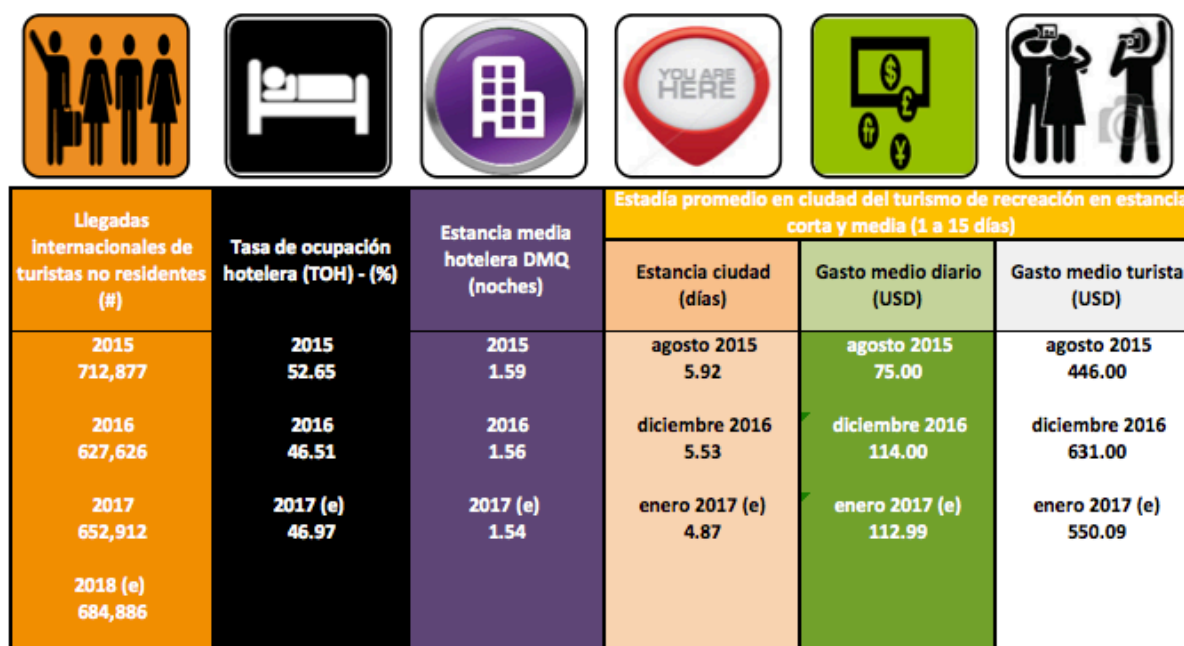 YOU ARE
HERE
$
£
fr
¥
Llegadas
internacionales de
turistas no residentes
(#)
Tasa de ocupación
hotelera (TOH) - (%)
Estancia media
hotelera DMQ
(noches)
Estadía promedio en ciudad del turismo de recreación en estancia
corta y media (1 a 15 días)
Estancia ciudad
(días)
Gasto medio diario
(USD)
Gasto medio turista
(USD)
2015
712,877
2016
627,626
2017
652,912
2018 (e)
684,886
2015
52.65
2016
46.51
2017 (e)
46.97
2015
1.59
2016
1.56
2017 (e)
1.54
agosto 2015
5.92
diciembre 2016
5.53
enero 2017 (e)
4.87
agosto 2015
75.00
diciembre 2016
114.00
enero 2017 (e)
112.99
agosto 2015
446.00
diciembre 2016
631.00
enero 2017 (e)
550.09